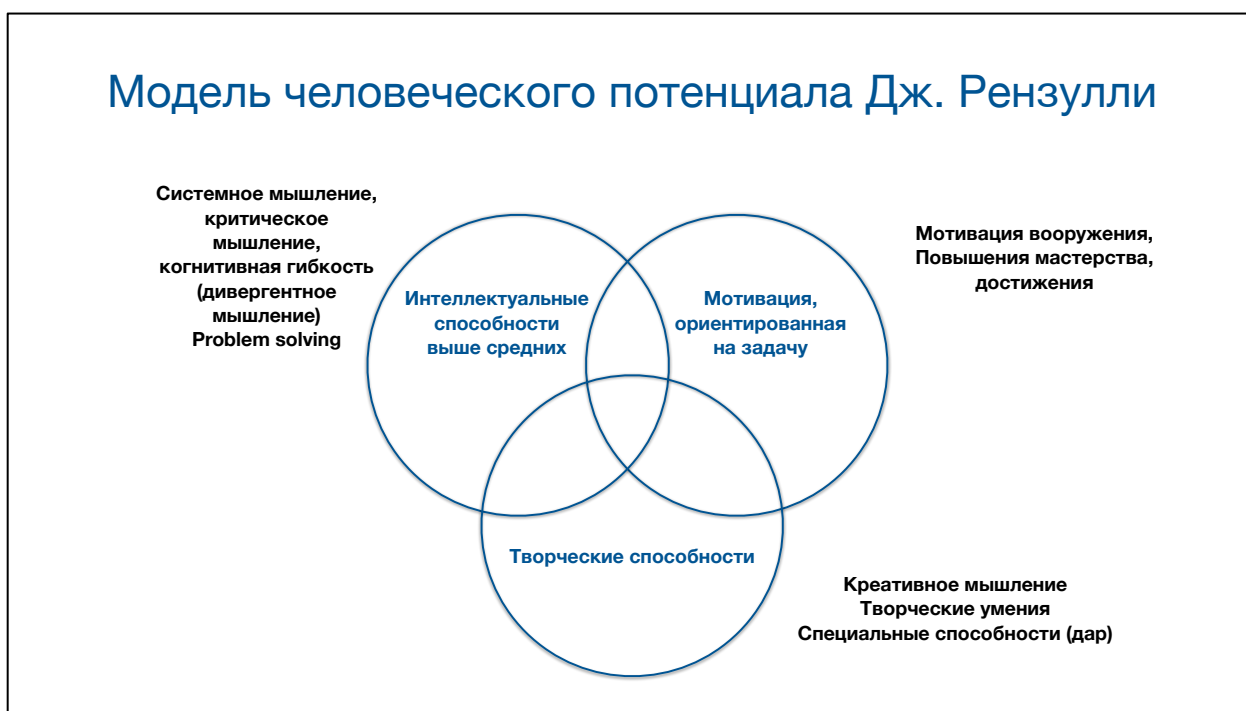 Модель человеческого потенциала Дж. Рензулли
Системное мышление,
критическое
мышление,
когнитивная гибкость
(дивергентное
мышление)
Problem solving
Интеллектуальные
способности
выше средних
Мотивация,
ориентированная
на задачу
Мотивация вооружения,
Повышения мастерства,
достижения
Творческие способности
Креативное мышление
Творческие умения
Специальные способности (дар)